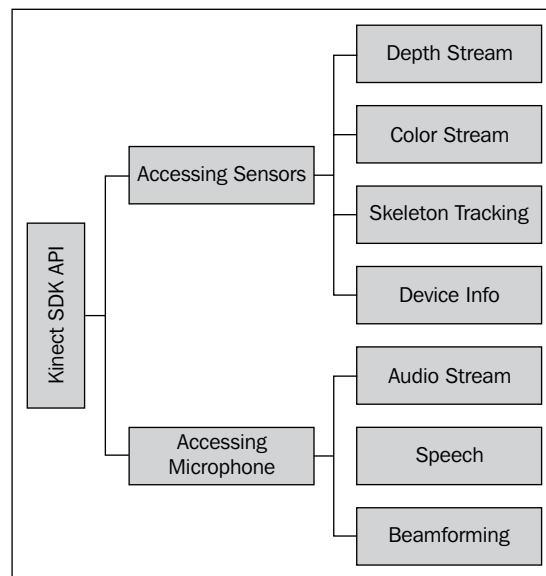 Kinect SDK API
Accessing Sensors
Depth Stream
Color Stream
Skeleton Tracking
Device Info
Accessing
Microphone
Audio Stream
Speech
Beamforming